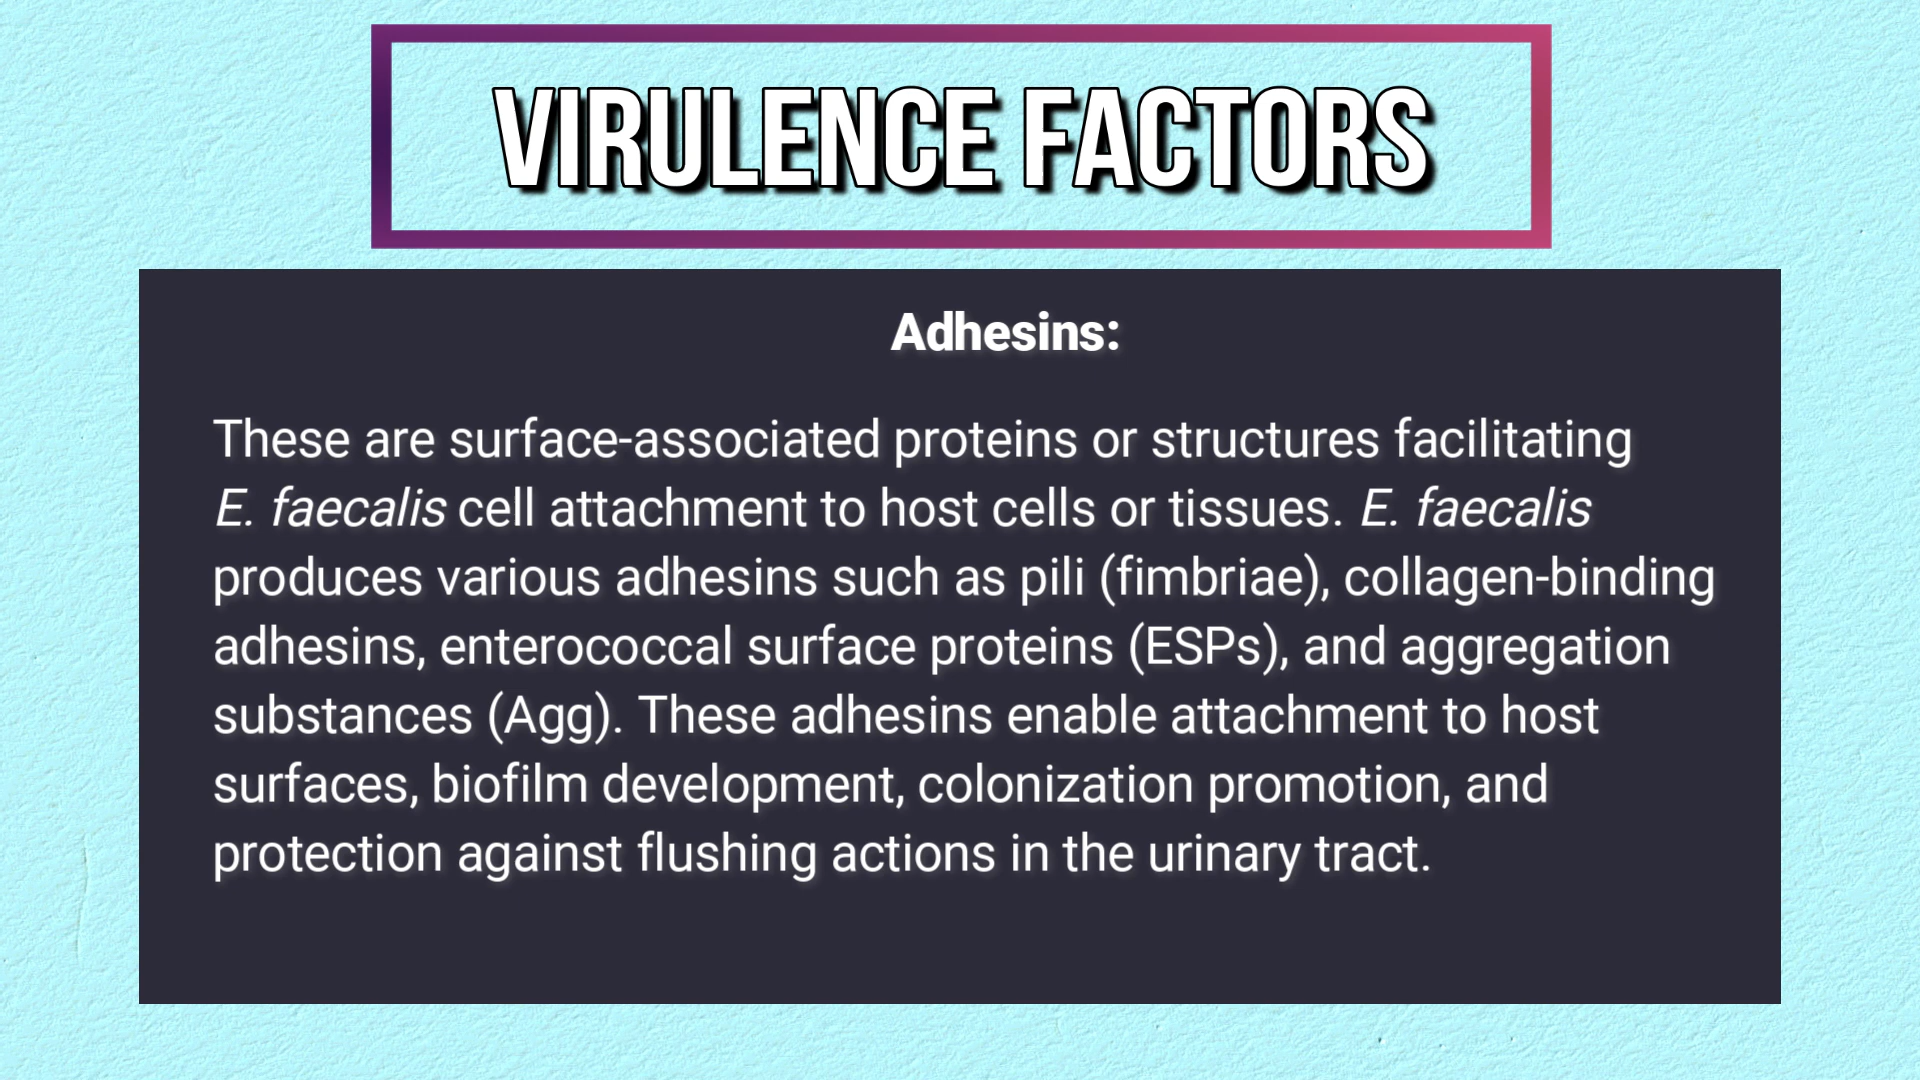 VIRULENCE FACTORS
Adhesins:
These are surface-associated proteins or structures facilitating
E. faecalis cell attachment to host cells or tissues. E. faecalis
produces various adhesins such as pili (fimbriae), collagen-binding
adhesins, enterococcal surface proteins (ESPs), and aggregation
substances (Agg). These adhesins enable attachment to host
surfaces, biofilm development, colonization promotion, and
protection against flushing actions in the urinary tract.